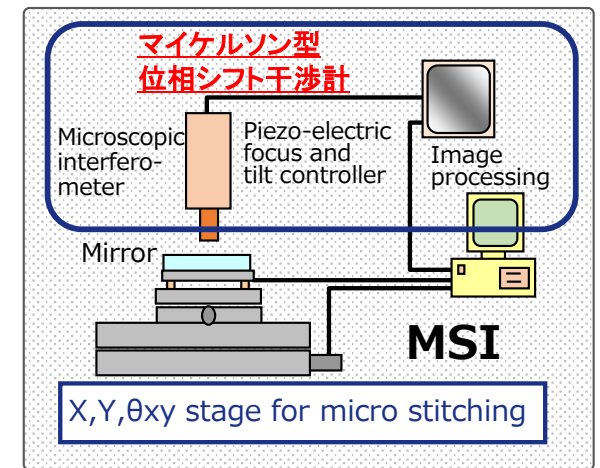 マイケルソン型
位相シフト干渉計
Microscopic
interfero-
meter
Piezo-electric
focus and
tilt controller
Image
processing
Mirror
MSI
X,Y,θxy stage for micro stitching